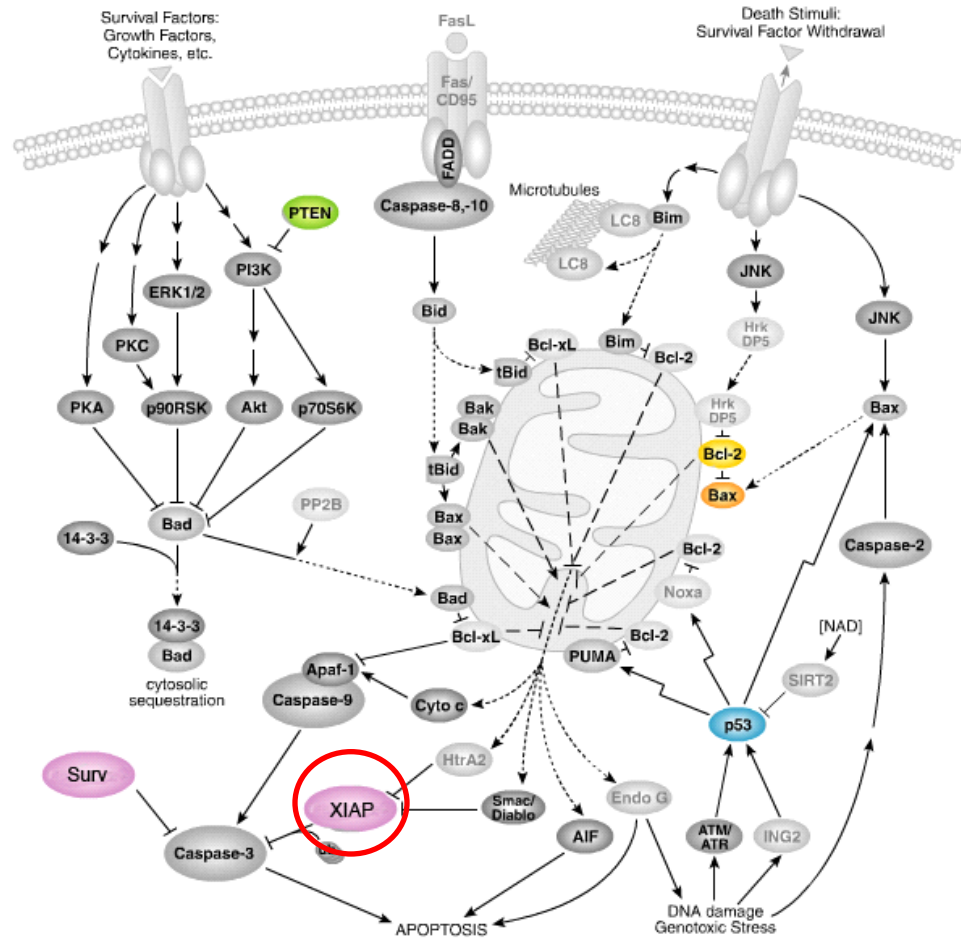 Survival Factors:
Growth Factors,
Cytokines, etc.
FasL
Death Stimuli:
Survival Factor Withdrawal
Fas/
CD95
FADD
Caspase-8,-10
Microtubules
LC8
Bim
LC8
PTEN
PI3K
ERK1/2
PKC
PKA
p90RSK
Akt
p70S6K
Bid
JNK
Hrk
DP5
JNK
Bcl-xL
Bim
Bcl-2
tBid
Bak
Bak
Hrk
DP5
Bax
Bcl-2
Bax
tBid
Bax
Bax
PP2B
Bad
14-3-3
Bcl-2
Noxa
Caspase-2
Bad
Bcl-xL
Bcl-2
PUMA
14-3-3
Bad
cytosolic
sequestration
[NAD]
SIRT2
Apaf-1
Caspase-9
Cyto c
p53
HtrA2
Surv
XIAP
Smac/
Diablo
Endo G
AIF
ATM/
ATR
ING2
Caspase-3
APOPTOSIS
DNA damage
Genotoxic Stress